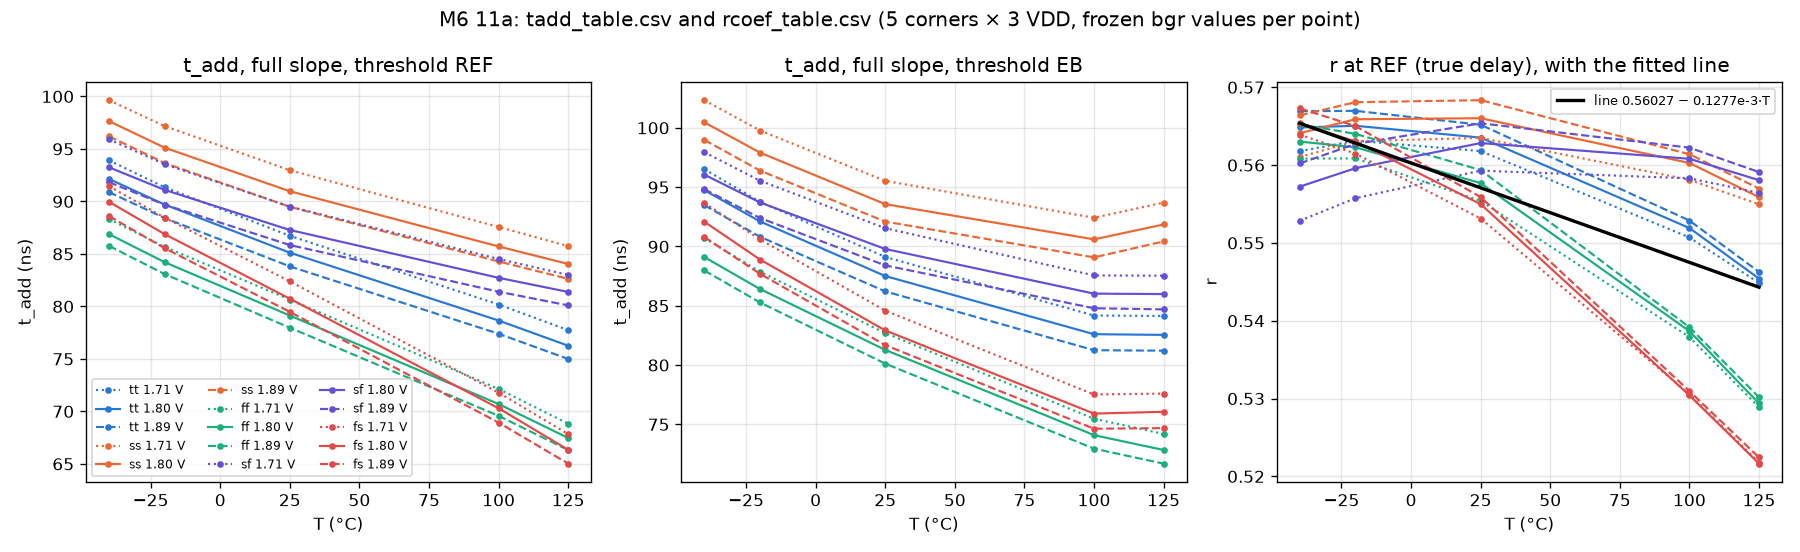 M6 11a: tadd_table.csv and rcoef_table.csv (5 corners × 3 VDD, frozen bgr values per point)
t_add, full slope, threshold REF
t_add (ns)
100
95
90
85
80
75
70
65
tt 1.71 V
tt 1.80 V
tt 1.89 V
ss 1.71 V
ss 1.80 V
ss 1.89 V
ff 1.71 V
ff 1.80 V
ff 1.89 V
sf 1.71 V
sf 1.80 V
sf 1.89 V
fs 1.71 V
fs 1.80 V
fs 1.89 V
−25 0 25 50 75 100 125
T (°C)
t_add, full slope, threshold EB
t_add (ns)
100
95
90
85
80
75
−25 0 25 50 75 100 125
T (°C)
r at REF (true delay), with the fitted line
r
0.57
0.56
0.55
0.54
0.53
0.52
line 0.56027 − 0.1277e-3·T
−25 0 25 50 75 100 125
T (°C)